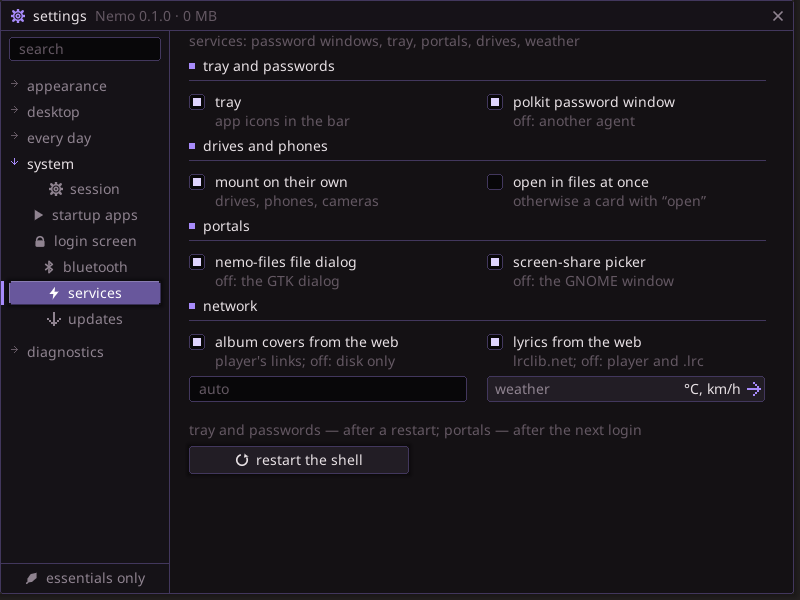 settings Nemo 0.1.0 · 0 MB
search
appearance
desktop
every day
system
session
startup apps
login screen
bluetooth
services
updates
diagnostics
essentials only
services: password windows, tray, portals, drives, weather
tray and passwords
tray
app icons in the bar
polkit password window
off: another agent
drives and phones
mount on their own
drives, phones, cameras
open in files at once
otherwise a card with “open”
portals
nemo-files file dialog
off: the GTK dialog
screen-share picker
off: the GNOME window
network
album covers from the web
player's links; off: disk only
lyrics from the web
lrclib.net; off: player and .lrc
auto
weather °C, km/h
tray and passwords — after a restart; portals — after the next login
restart the shell